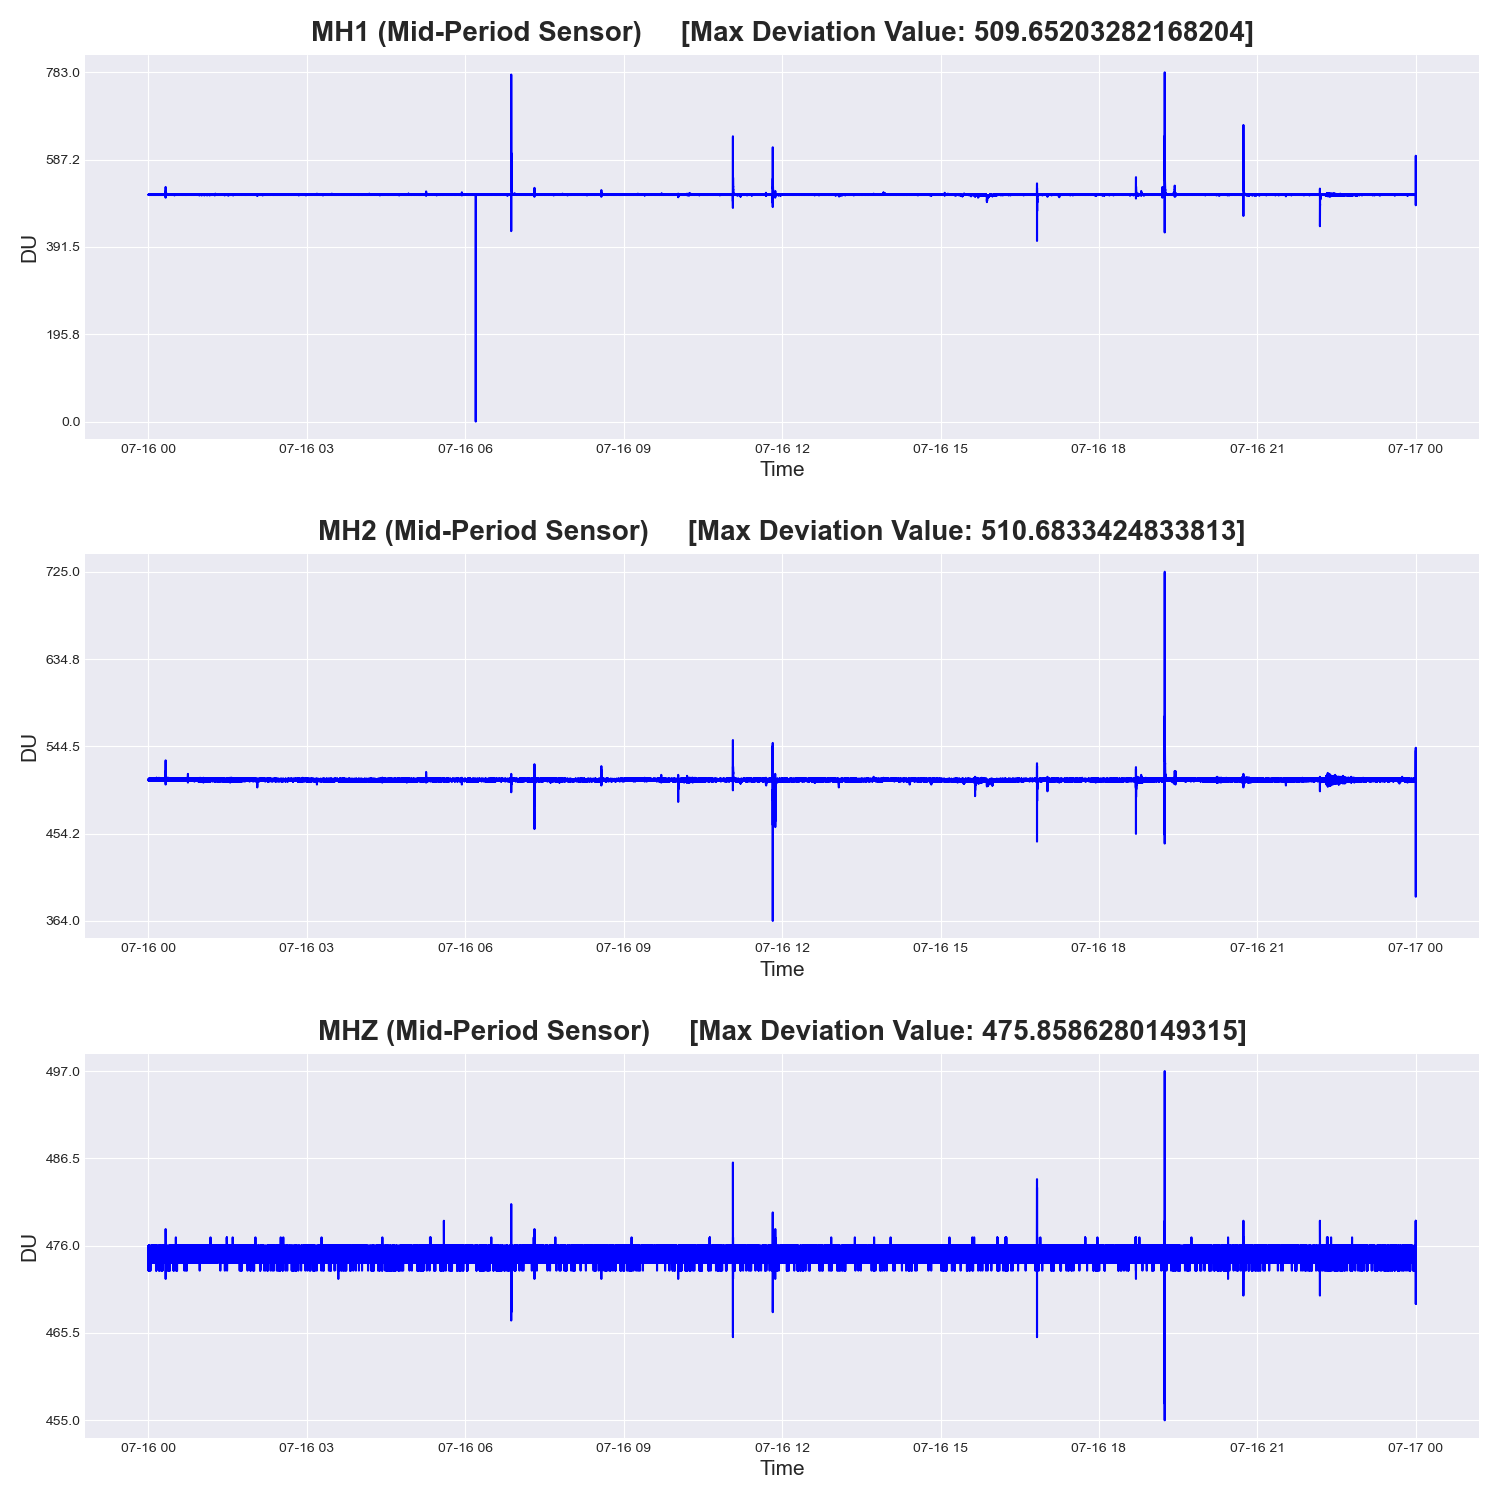 MH1 (Mid-Period Sensor) [Max Deviation Value: 509.65203282168204]
783.0
587.2
391.5
195.8
0.0
DU
07-16 00 07-16 03 07-16 06 07-16 09 07-16 12 07-16 15 07-16 18 07-16 21 07-17 00
Time
MH2 (Mid-Period Sensor) [Max Deviation Value: 510.6833424833813]
725.0
634.8
544.5
454.2
364.0
DU
07-16 00 07-16 03 07-16 06 07-16 09 07-16 12 07-16 15 07-16 18 07-16 21 07-17 00
Time
MHZ (Mid-Period Sensor) [Max Deviation Value: 475.8586280149315]
497.0
486.5
476.0
465.5
455.0
DU
07-16 00 07-16 03 07-16 06 07-16 09 07-16 12 07-16 15 07-16 18 07-16 21 07-17 00
Time